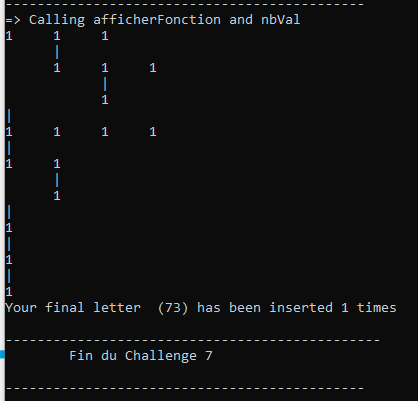 ---------------------------------------------
=> Calling afficherFonction and nbVal
1     1     1
      |
      1     1     1
            |
            1
|
1     1     1     1
|
1     1
      |
      1
|
1
|
1
|
1
Your final letter  (73) has been inserted 1 times

-----------------------------------------------
        Fin du Challenge 7

---------------------------------------------